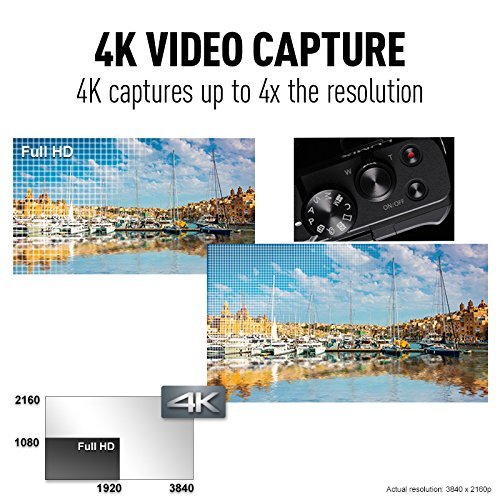 4K VIDEO CAPTURE
4K captures up to 4x the resolution
Full HD
W
T
ON·OFF
P
A
S
2160
4K
1080
Full HD
1920
3840
Actual resolution: 3840 x 2160p